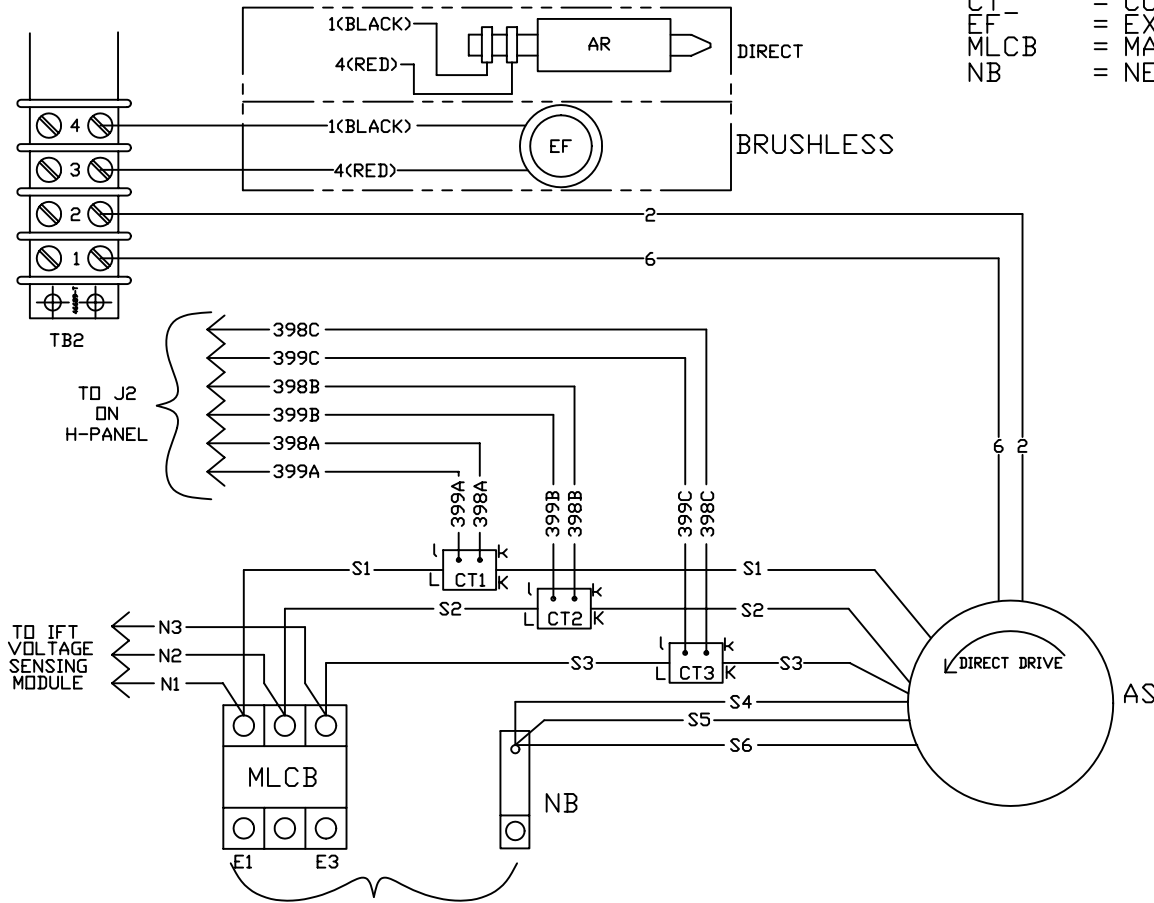 CT_ = CU
EF = EX
MLCB = MA
NB = NE
1(BLACK)
AR
4(RED)
DIRECT
4
1(BLACK)
EF
BRUSHLESS
3
4(RED)
2
2
1
6
TB2
398C
399C
398B
399B
398A
399A
TO J2
ON
H-PANEL
6 2
399A 398A 399B 398B 399C 398C
l k
S1 CT1 S1
L K
l k
S2 CT2 S2
L K
l k
S3 CT3 S3
L K
TO IFT
VOLTAGE
SENSING
MODULE
N3
N2
N1
DIRECT DRIVE
AS
S4
S5
S6
MLCB
NB
E1 E3